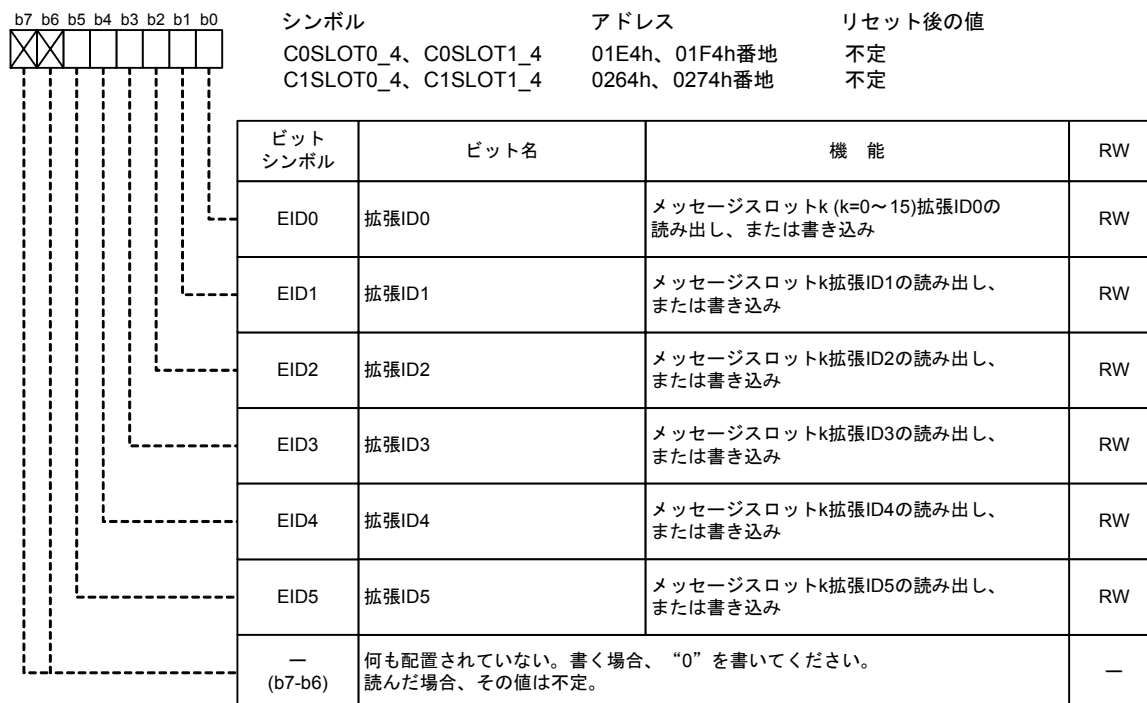 b7 b6 b5 b4 b3 b2 b1 b0
シンボル アドレス リセット後の値
C0SLOT0_4、C0SLOT1_4 01E4h、01F4h番地 不定
C1SLOT0_4、C1SLOT1_4 0264h、0274h番地 不定
ビット
シンボル ビット名 機 能 RW
EID0 拡張ID0 メッセージスロットk (k=0～15)拡張ID0の
読み出し、または書き込み RW
EID1 拡張ID1 メッセージスロットk拡張ID1の読み出し、
または書き込み RW
EID2 拡張ID2 メッセージスロットk拡張ID2の読み出し、
または書き込み RW
EID3 拡張ID3 メッセージスロットk拡張ID3の読み出し、
または書き込み RW
EID4 拡張ID4 メッセージスロットk拡張ID4の読み出し、
または書き込み RW
EID5 拡張ID5 メッセージスロットk拡張ID5の読み出し、
または書き込み RW
— 何も配置されていない。書く場合、“0”を書いてください。
(b7-b6) 読んだ場合、その値は不定。 —